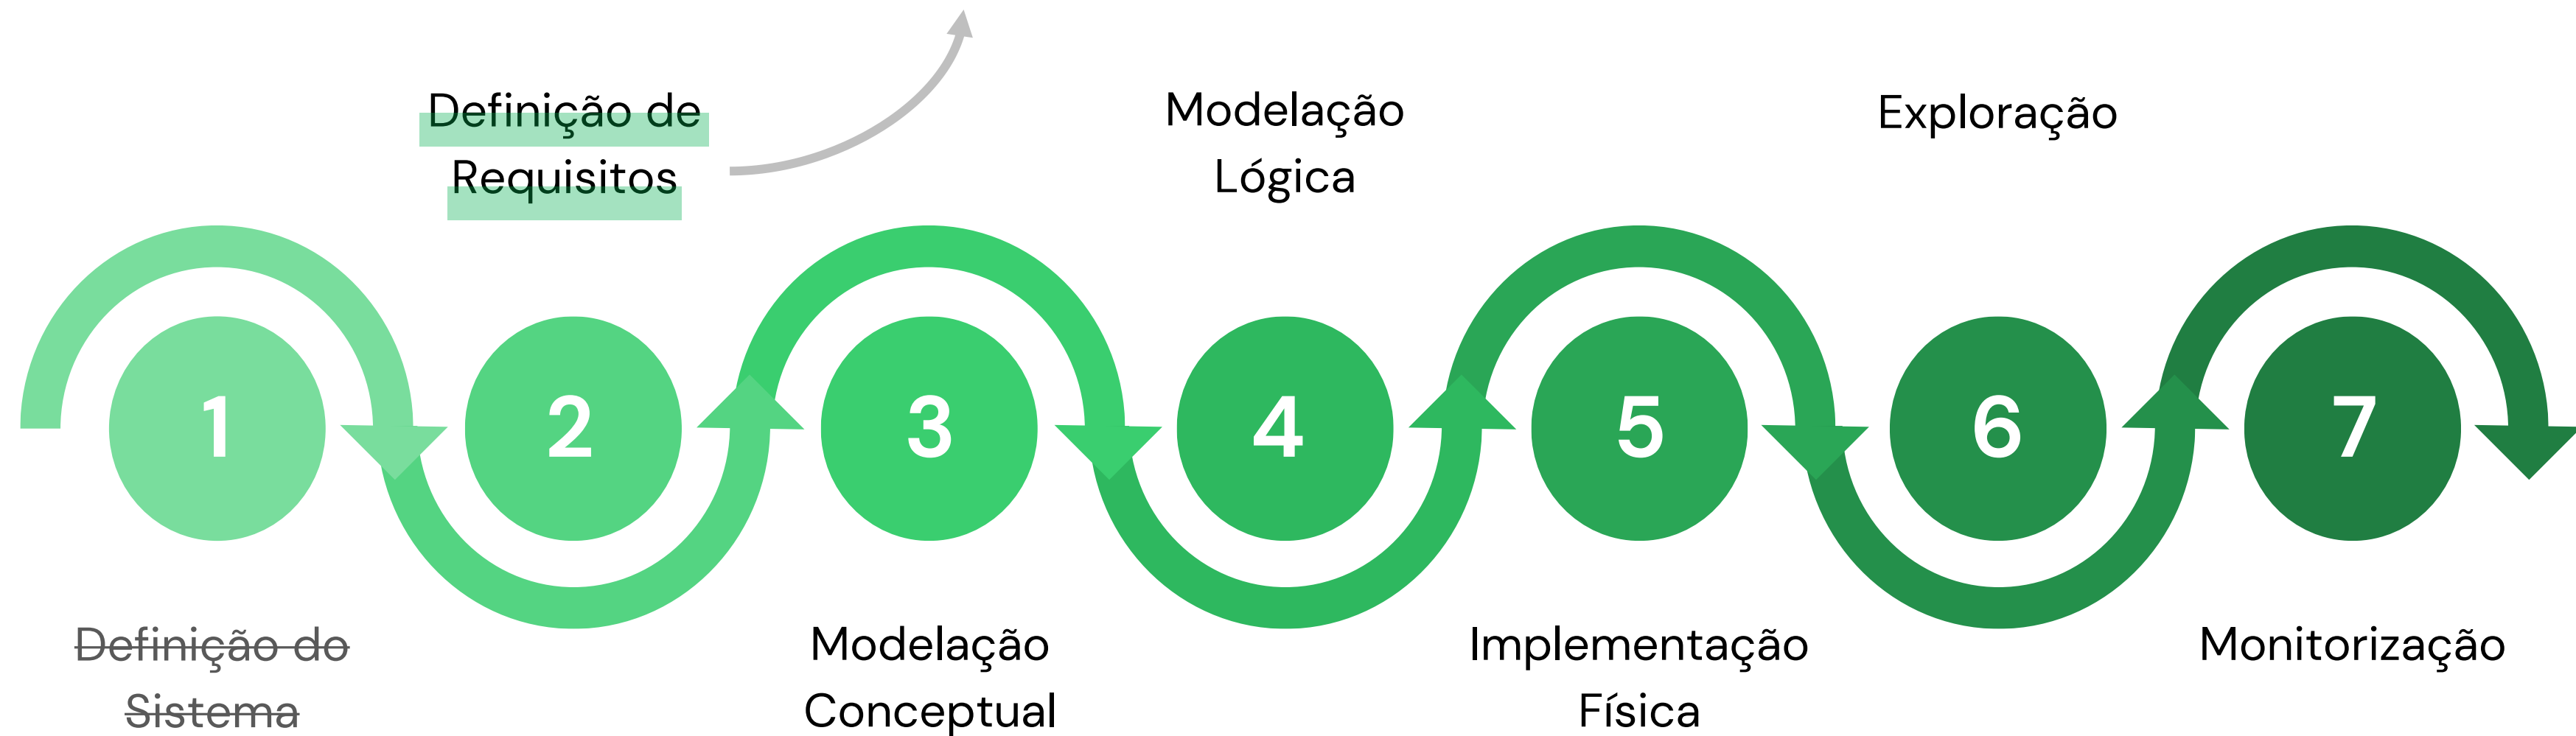 Definição de
Requisitos
Modelação
Lógica
Exploração
1
2
3
4
5
6
7
Definição do
Sistema
Modelação
Conceptual
Implementação
Física
Monitorização